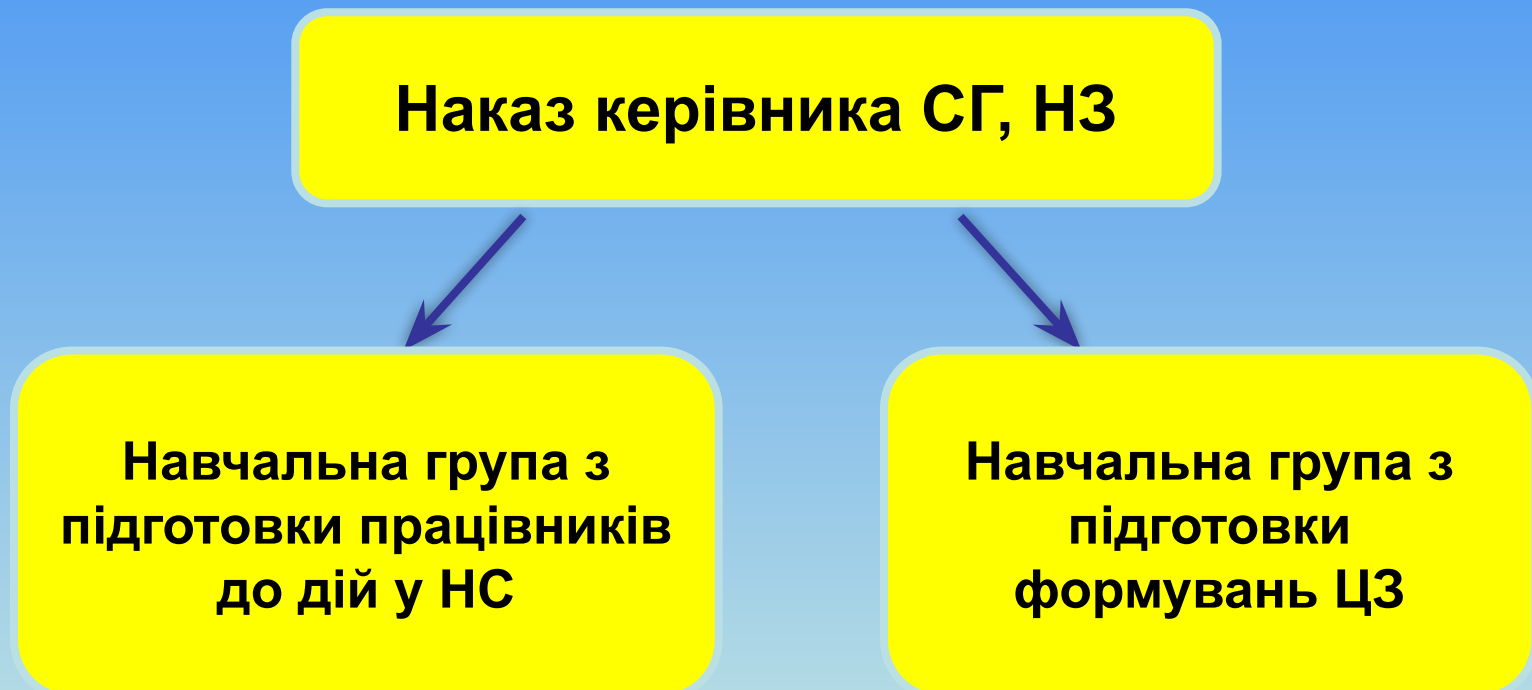 Наказ керівника СГ, НЗ
Навчальна група з
підготовки працівників
до дій у НС
Навчальна група з
підготовки
формувань ЦЗ